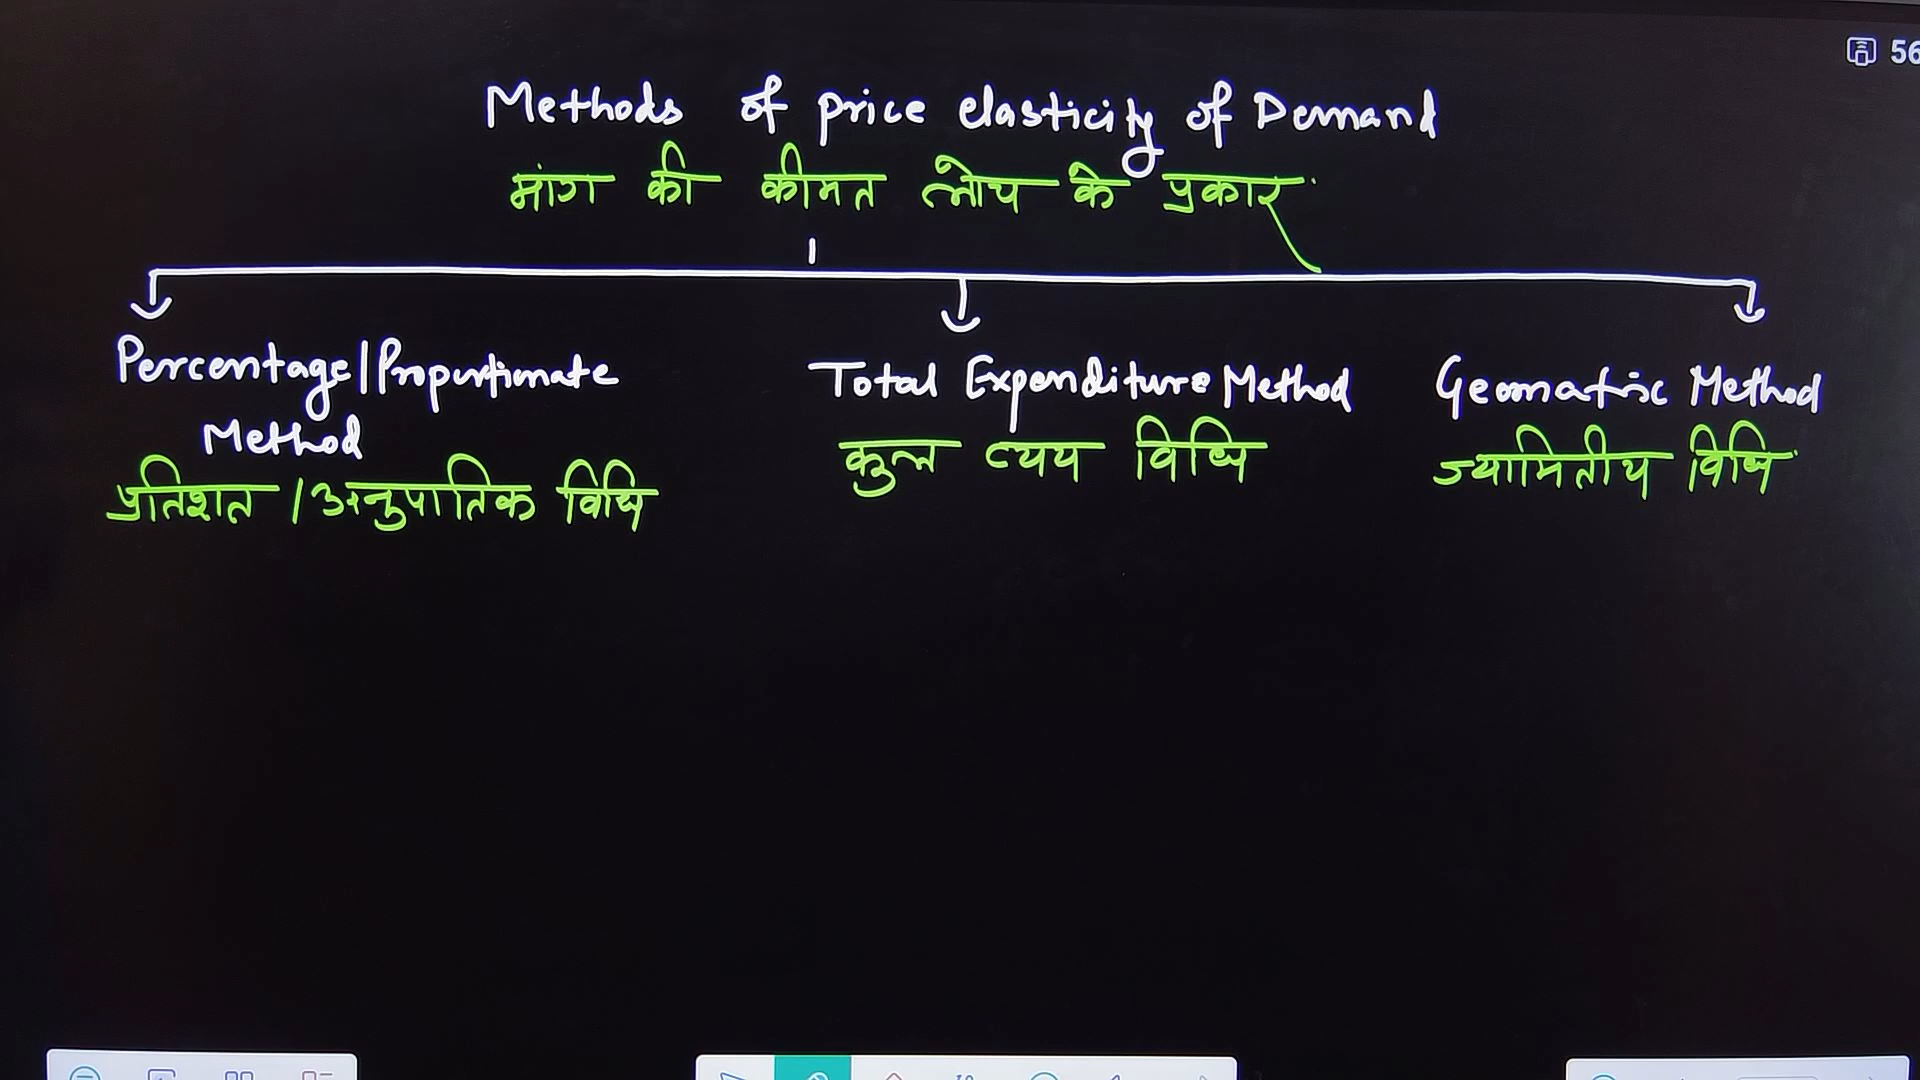 56
Methods of price elasticity of Demand
मांग की कीमत लोच के प्रकार
Percentage/Proportionate
Method
प्रतिशत / अनुपातिक विधि
Total Expenditure Method
कुल व्यय विधि
Geomatric Method
ज्यामितीय विधि